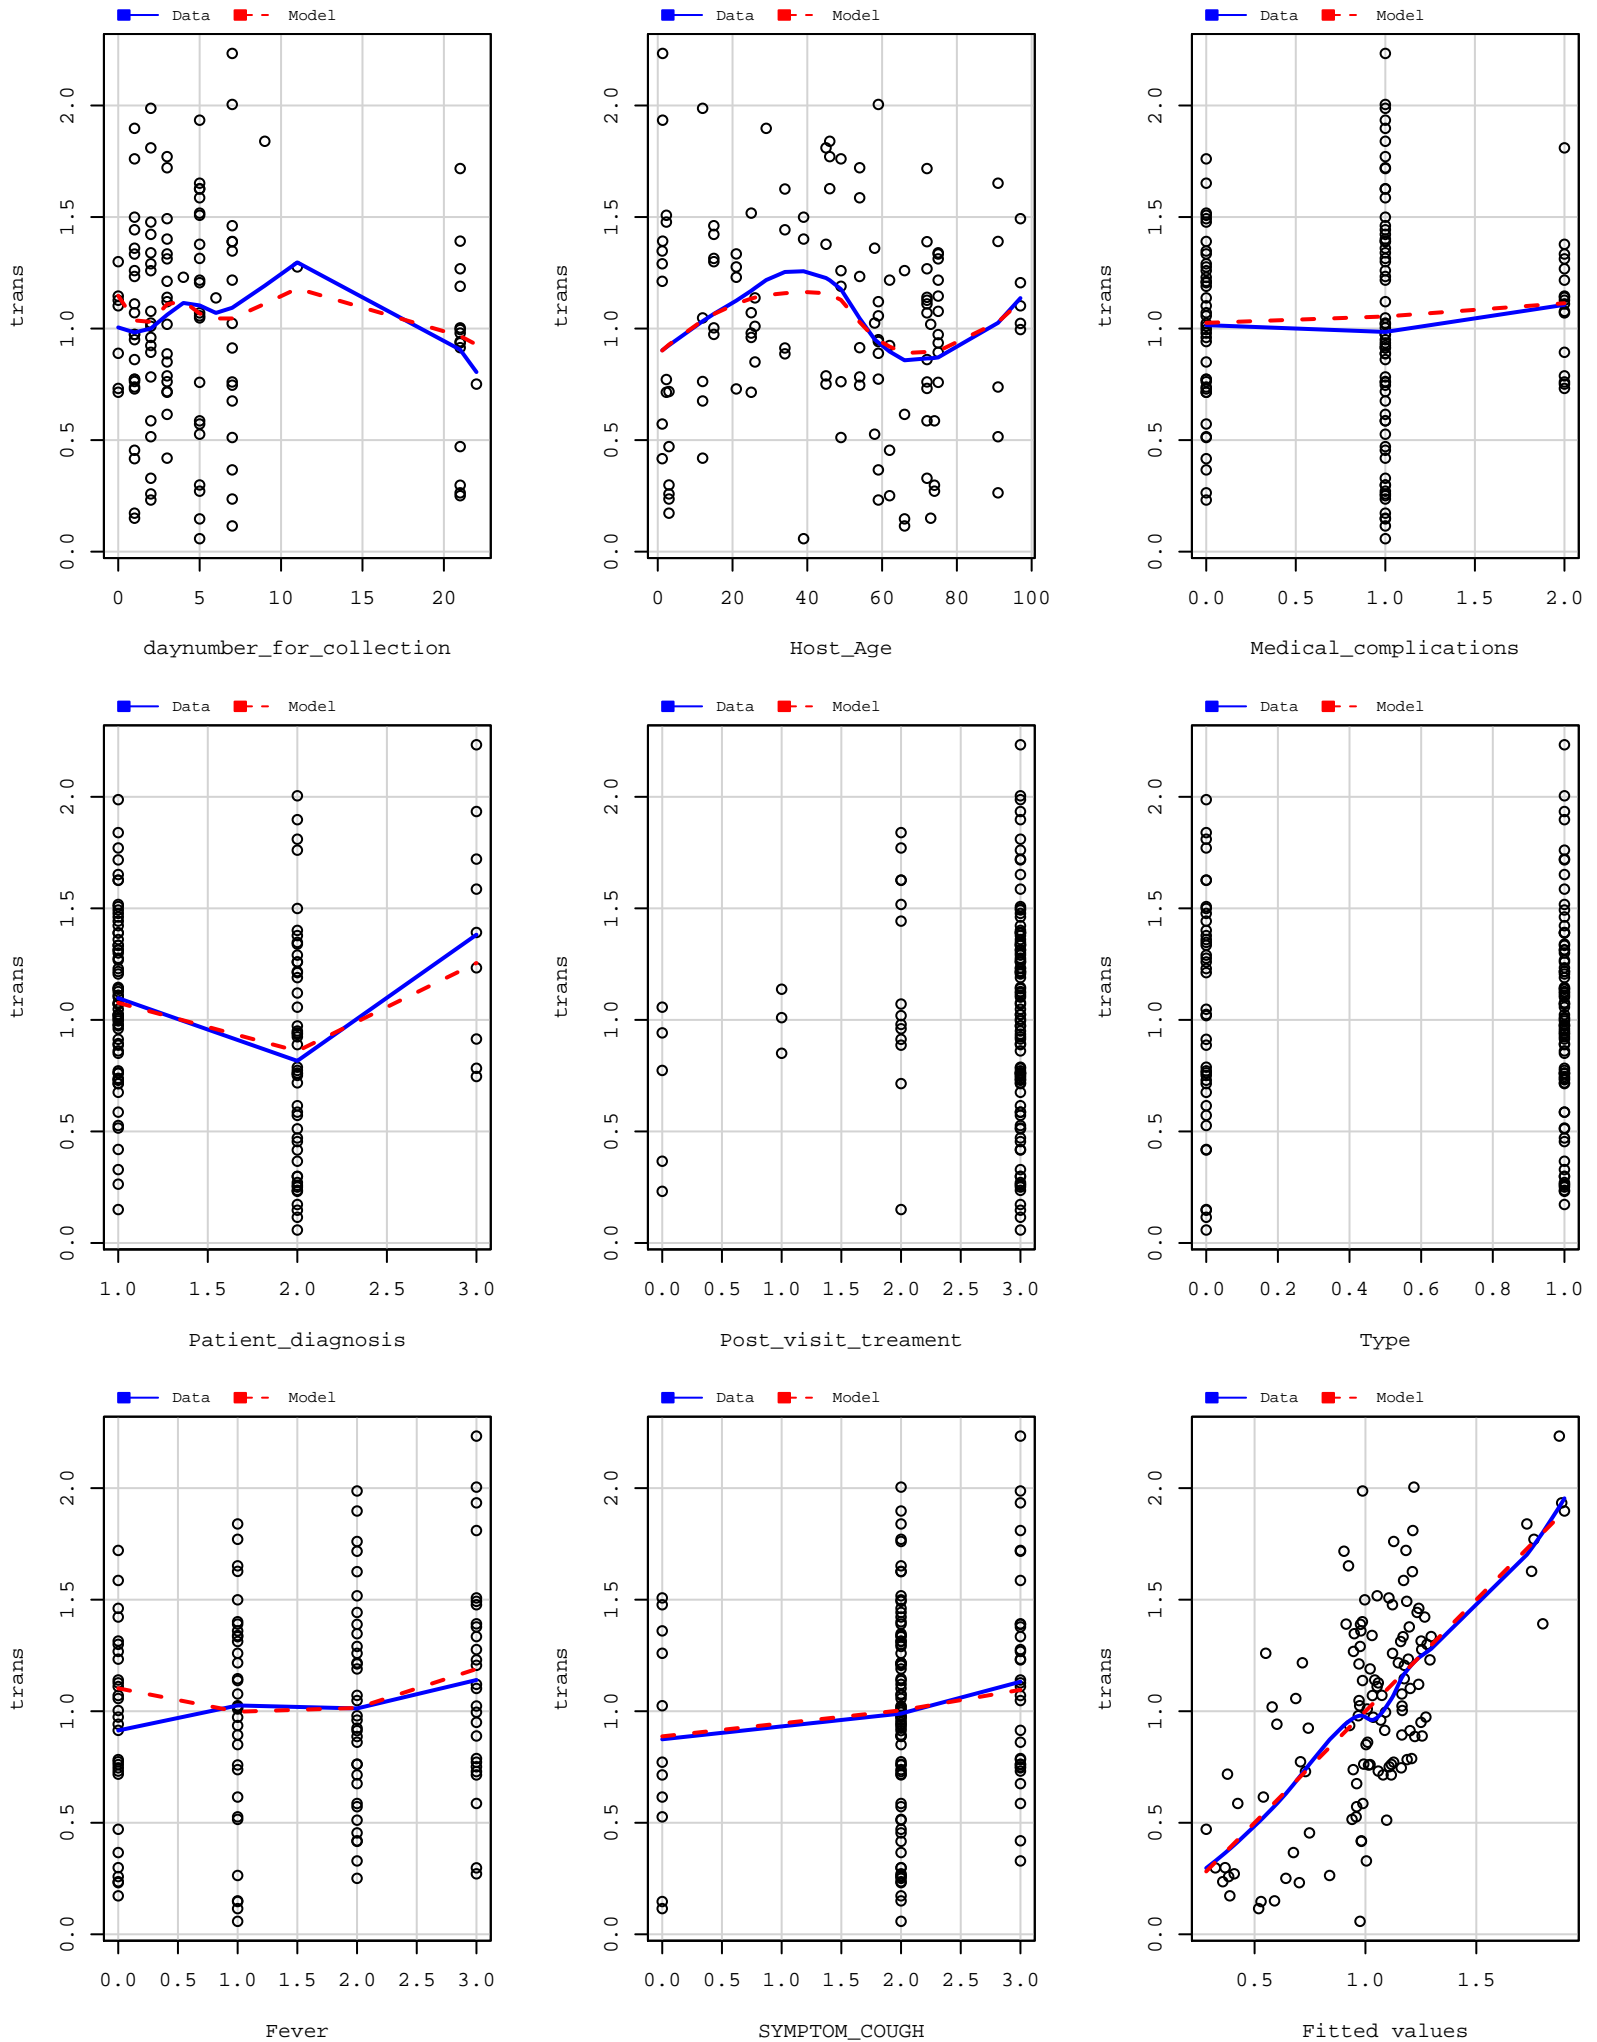 Data Model Data Model Data Model
trans trans trans
0.0 0.5 1.0 1.5 2.0 0.0 0.5 1.0 1.5 2.0 0.0 0.5 1.0 1.5 2.0
0 5 10 15 20 0 20 40 60 80 100 0.0 0.5 1.0 1.5 2.0
daynumber_for_collection Host_Age Medical_complications
Data Model Data Model Data Model
trans trans trans
0.0 0.5 1.0 1.5 2.0 0.0 0.5 1.0 1.5 2.0 0.0 0.5 1.0 1.5 2.0
1.0 1.5 2.0 2.5 3.0 0.0 0.5 1.0 1.5 2.0 2.5 3.0 0.0 0.2 0.4 0.6 0.8 1.0
Patient_diagnosis Post_visit_treament Type
Data Model Data Model Data Model
trans trans trans
0.0 0.5 1.0 1.5 2.0 0.0 0.5 1.0 1.5 2.0 0.0 0.5 1.0 1.5 2.0
0.0 0.5 1.0 1.5 2.0 2.5 3.0 0.0 0.5 1.0 1.5 2.0 2.5 3.0 0.5 1.0 1.5
Fever SYMPTOM_COUGH Fitted values